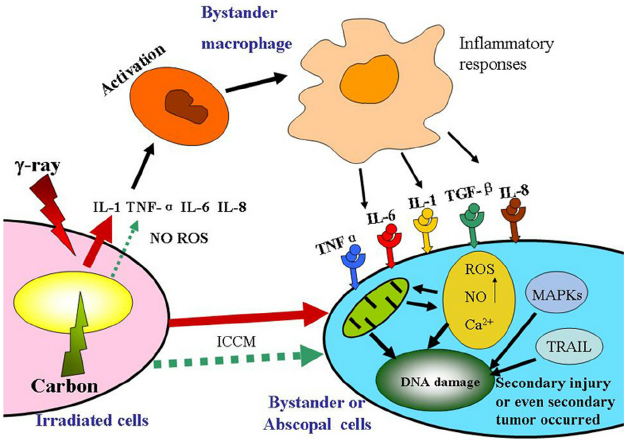 Bystander
macrophage
Activation
Inflammatory
responses
γ-ray
IL-1 TNF-α IL-6 IL-8
NO ROS
TNF α
IL-6
IL-1
TGF-β
IL-8
ROS
NO
Ca²⁺
MAPKs
TRAIL
ICCM
Carbon
DNA damage
Secondary injury
or even secondary
tumor occurred
Irradiated cells
Bystander or
Abscopal cells